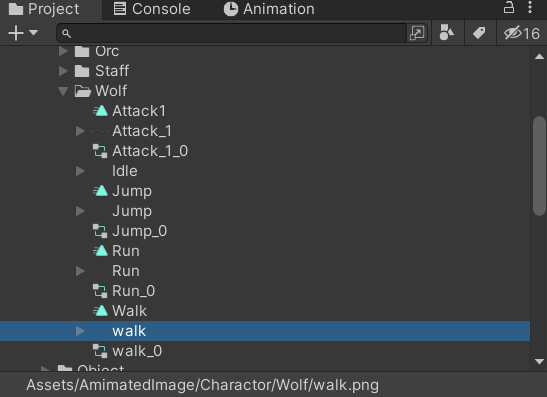 Project Console Animation
16
Orc
Staff
Wolf
Attack1
Attack_1
Attack_1_0
Idle
Jump
Jump
Jump_0
Run
Run
Run_0
Walk
walk
walk_0
Object
Assets/AmimatedImage/Charactor/Wolf/walk.png